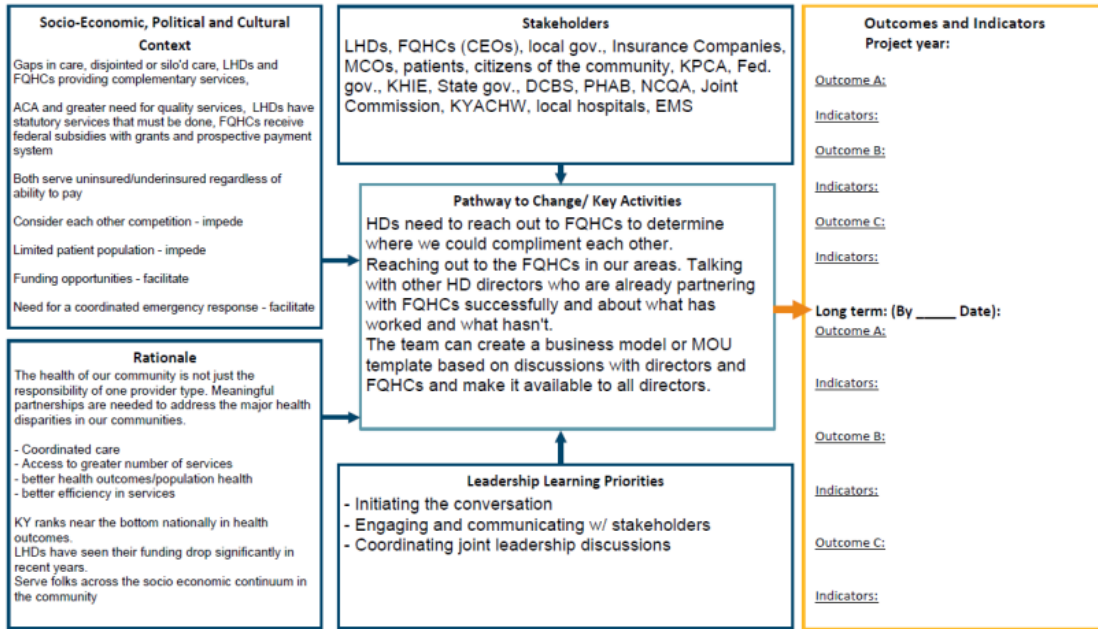 Socio-Economic, Political and Cultural
Context
Gaps in care, disjointed or silo'd care, LHDs and
FQHCs providing complementary services,
ACA and greater need for quality services, LHDs have
statutory services that must be done, FQHCs receive
federal subsidies with grants and prospective payment
system
Both serve uninsured/underinsured regardless of
ability to pay
Consider each other competition - impede
Limited patient population - impede
Funding opportunities - facilitate
Need for a coordinated emergency response - facilitate
Rationale
The health of our community is not just the
responsibility of one provider type. Meaningful
partnerships are needed to address the major health
disparities in our communities.
- Coordinated care
- Access to greater number of services
- better health outcomes/population health
- better efficiency in services
KY ranks near the bottom nationally in health
outcomes.
LHDs have seen their funding drop significantly in
recent years.
Serve folks across the socio economic continuum in
the community
Stakeholders
LHDs, FQHCs (CEOs), local gov., Insurance Companies,
MCOs, patients, citizens of the community, KPCA, Fed.
gov., KHIE, State gov., DCBS, PHAB, NCQA, Joint
Commission, KYACHW, local hospitals, EMS
Pathway to Change/ Key Activities
HDs need to reach out to FQHCs to determine
where we could compliment each other.
Reaching out to the FQHCs in our areas. Talking
with other HD directors who are already partnering
with FQHCs successfully and about what has
worked and what hasn't.
The team can create a business model or MOU
template based on discussions with directors and
FQHCs and make it available to all directors.
Leadership Learning Priorities
- Initiating the conversation
- Engaging and communicating w/ stakeholders
- Coordinating joint leadership discussions
Outcomes and Indicators
Project year:
Outcome A:
Indicators:
Outcome B:
Indicators:
Outcome C:
Indicators:
Long term: (By _____ Date):
Outcome A:
Indicators:
Outcome B:
Indicators:
Outcome C:
Indicators: